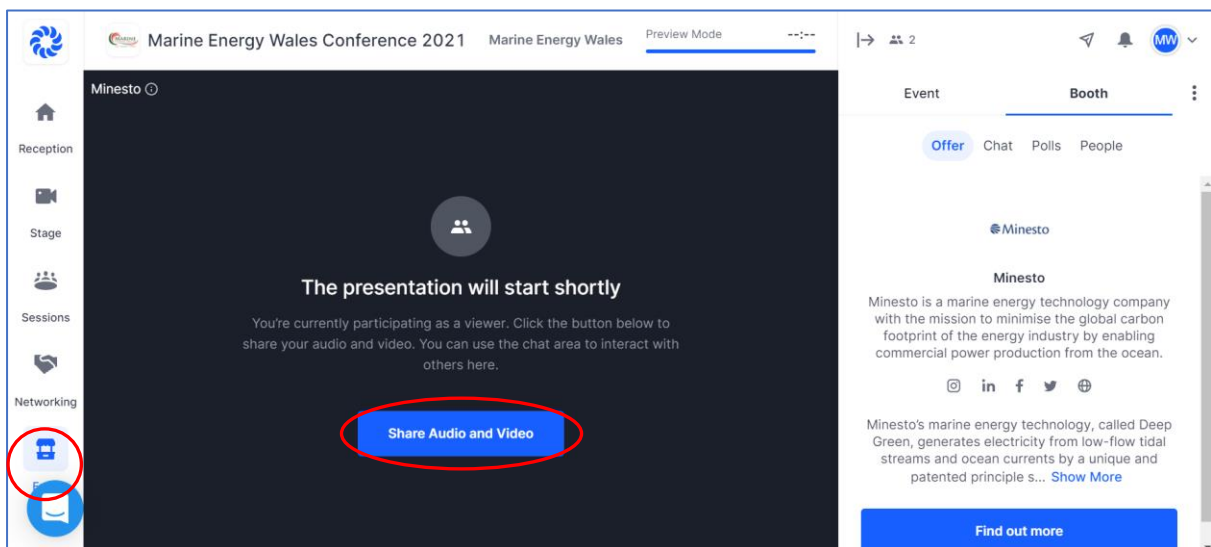 Marine Energy Wales Conference 2021
Marine Energy Wales
Preview Mode
--:--
2
MW
Minesto
Reception
Stage
Sessions
Networking
The presentation will start shortly
You're currently participating as a viewer. Click the button below to
share your audio and video. You can use the chat area to interact with
others here.
Share Audio and Video
Event
Booth
Offer
Chat
Polls
People
Minesto
Minesto
Minesto is a marine energy technology company
with the mission to minimise the global carbon
footprint of the energy industry by enabling
commercial power production from the ocean.
in
f
Minesto's marine energy technology, called Deep
Green, generates electricity from low-flow tidal
streams and ocean currents by a unique and
patented principle s... Show More
Find out more